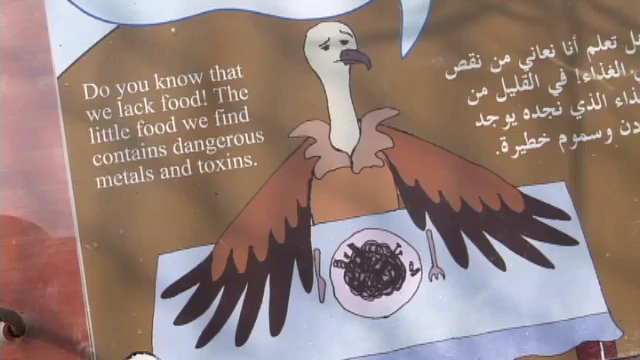 Do you know that
we lack food! The
little food we find
contains dangerous
metals and toxins.
هل تعلم أنا نعاني من نقص
الغذاء! في القليل من
الذي نجده يوجد
وسموم خطيرة.